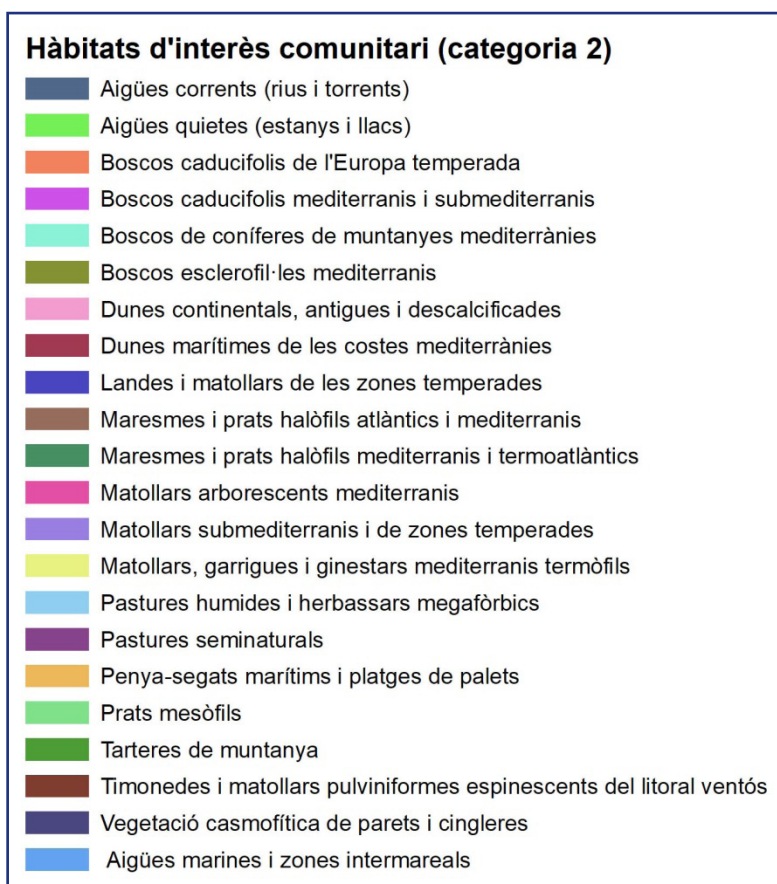 Hàbitats d'interès comunitari (categoria 2)
Aigües corrents (rius i torrents)
Aigües quietes (estanys i llacs)
Boscos caducifolis de l'Europa temperada
Boscos caducifolis mediterranis i submediterranis
Boscos de coníferes de muntanyes mediterrànies
Boscos esclerofil·les mediterranis
Dunes continentals, antigues i descalcificades
Dunes marítimes de les costes mediterrànies
Landes i matollars de les zones temperades
Maresmes i prats halòfils atlàntics i mediterranis
Maresmes i prats halòfils mediterranis i termoatlàntics
Matollars arborescents mediterranis
Matollars submediterranis i de zones temperades
Matollars, garrigues i ginestars mediterranis termòfils
Pastures humides i herbassars megafòrbics
Pastures seminaturals
Penya-segats marítims i platges de palets
Prats mesòfils
Tarteres de muntanya
Timonedes i matollars pulviniformes espinescents del litoral ventós
Vegetació casmofítica de parets i cingleres
Aigües marines i zones intermareals